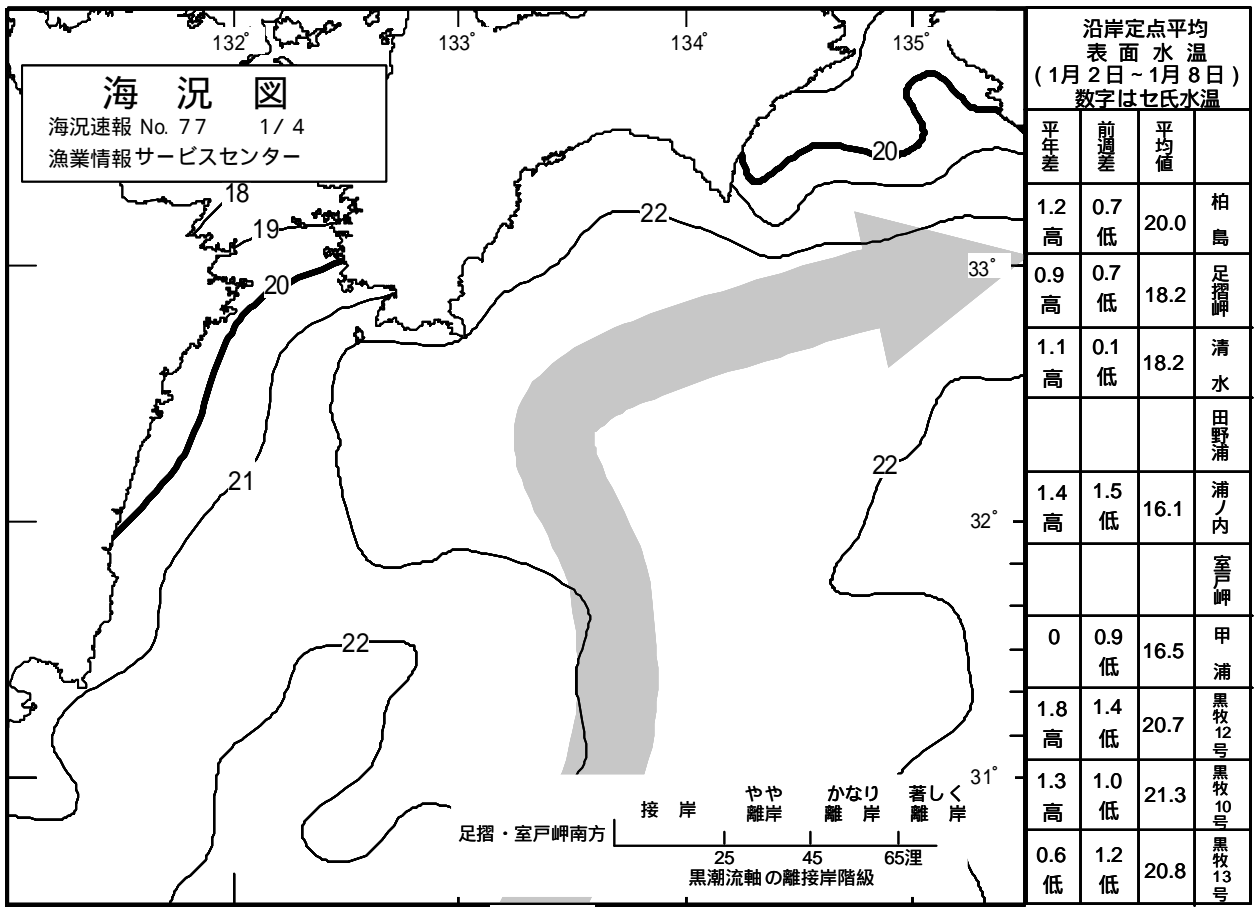 132°
133°
134°
135°
海 況 図
海況速報 No. 77 1/4
漁業情報サービスセンター
18
19
20
21
22
20
22
22
22
33°
32°
31°
接 岸
やや
離岸
かなり
離 岸
著しく
離 岸
足摺・室戸岬南方
25
45
65浬
黒潮流軸の離接岸階級
沿岸定点平均
表 面 水 温
(1月2日~1月8日)
数字はセ氏水温
平年差 前週差 平均値
1.2高 0.7低 20.0 柏島
0.9高 0.7低 18.2 足摺岬
1.1高 0.1低 18.2 清水
田野浦
1.4高 1.5低 16.1 浦ノ内
室戸岬
0 0.9低 16.5 甲浦
1.8高 1.4低 20.7 黒牧12号
1.3高 1.0低 21.3 黒牧10号
0.6低 1.2低 20.8 黒牧13号